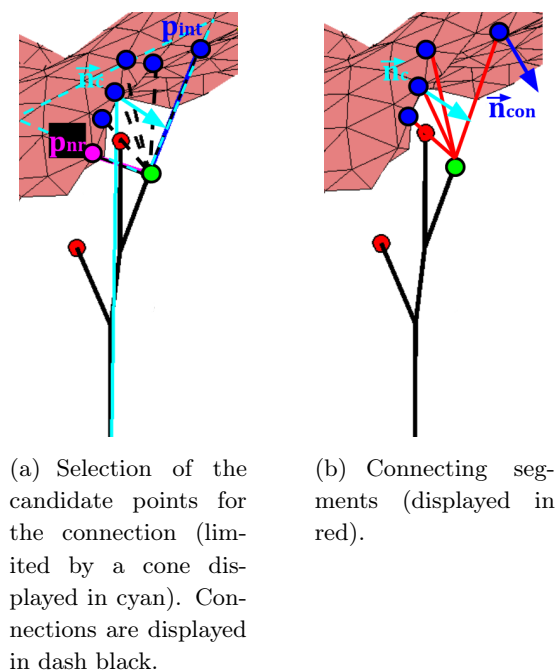 p_int
n_c
p_nr
n_c
n_con
(a) Selection of the
candidate points for
the connection (lim-
ited by a cone dis-
played in cyan). Con-
nections are displayed
in dash black.
(b) Connecting seg-
ments (displayed in
red).